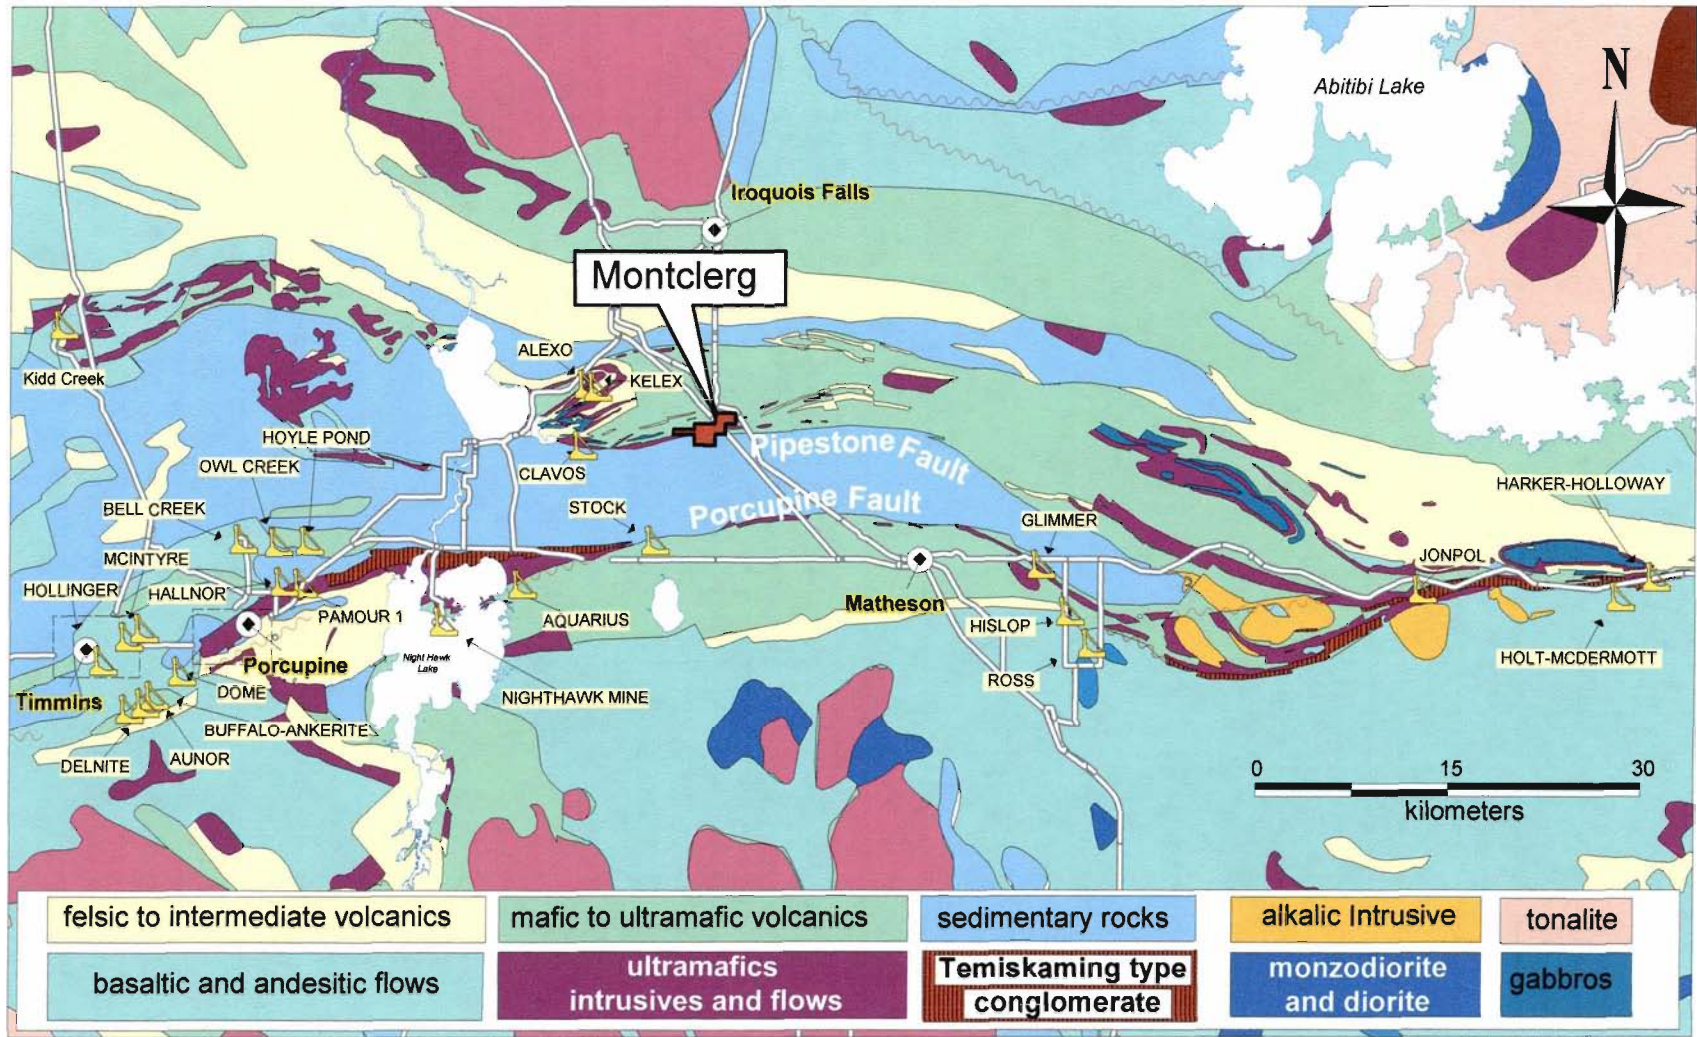 Abitibi Lake
N
Iroquois Falls
Montclerg
ALEXO
KELEX
Kidd Creek
HOYLE POND
OWL CREEK
CLAVOS
Pipestone Fault
BELL CREEK
STOCK
Porcupine Fault
GLIMMER
HARKER-HOLLOWAY
MCINTYRE
JONPOL
HOLLINGER
HALLNOR
PAMOUR 1
AQUARIUS
Matheson
HISLOP
Night Hawk
Lake
HOLT-MCDERMOTT
Porcupine
ROSS
Timmins
DOME
NIGHTHAWK MINE
BUFFALO-ANKERITE
DELNITE
AUNOR
0 15 30
kilometers
felsic to intermediate volcanics
mafic to ultramafic volcanics
sedimentary rocks
alkalic Intrusive
tonalite
basaltic and andesitic flows
ultramafics
intrusives and flows
Temiskaming type
conglomerate
monzodiorite
and diorite
gabbros